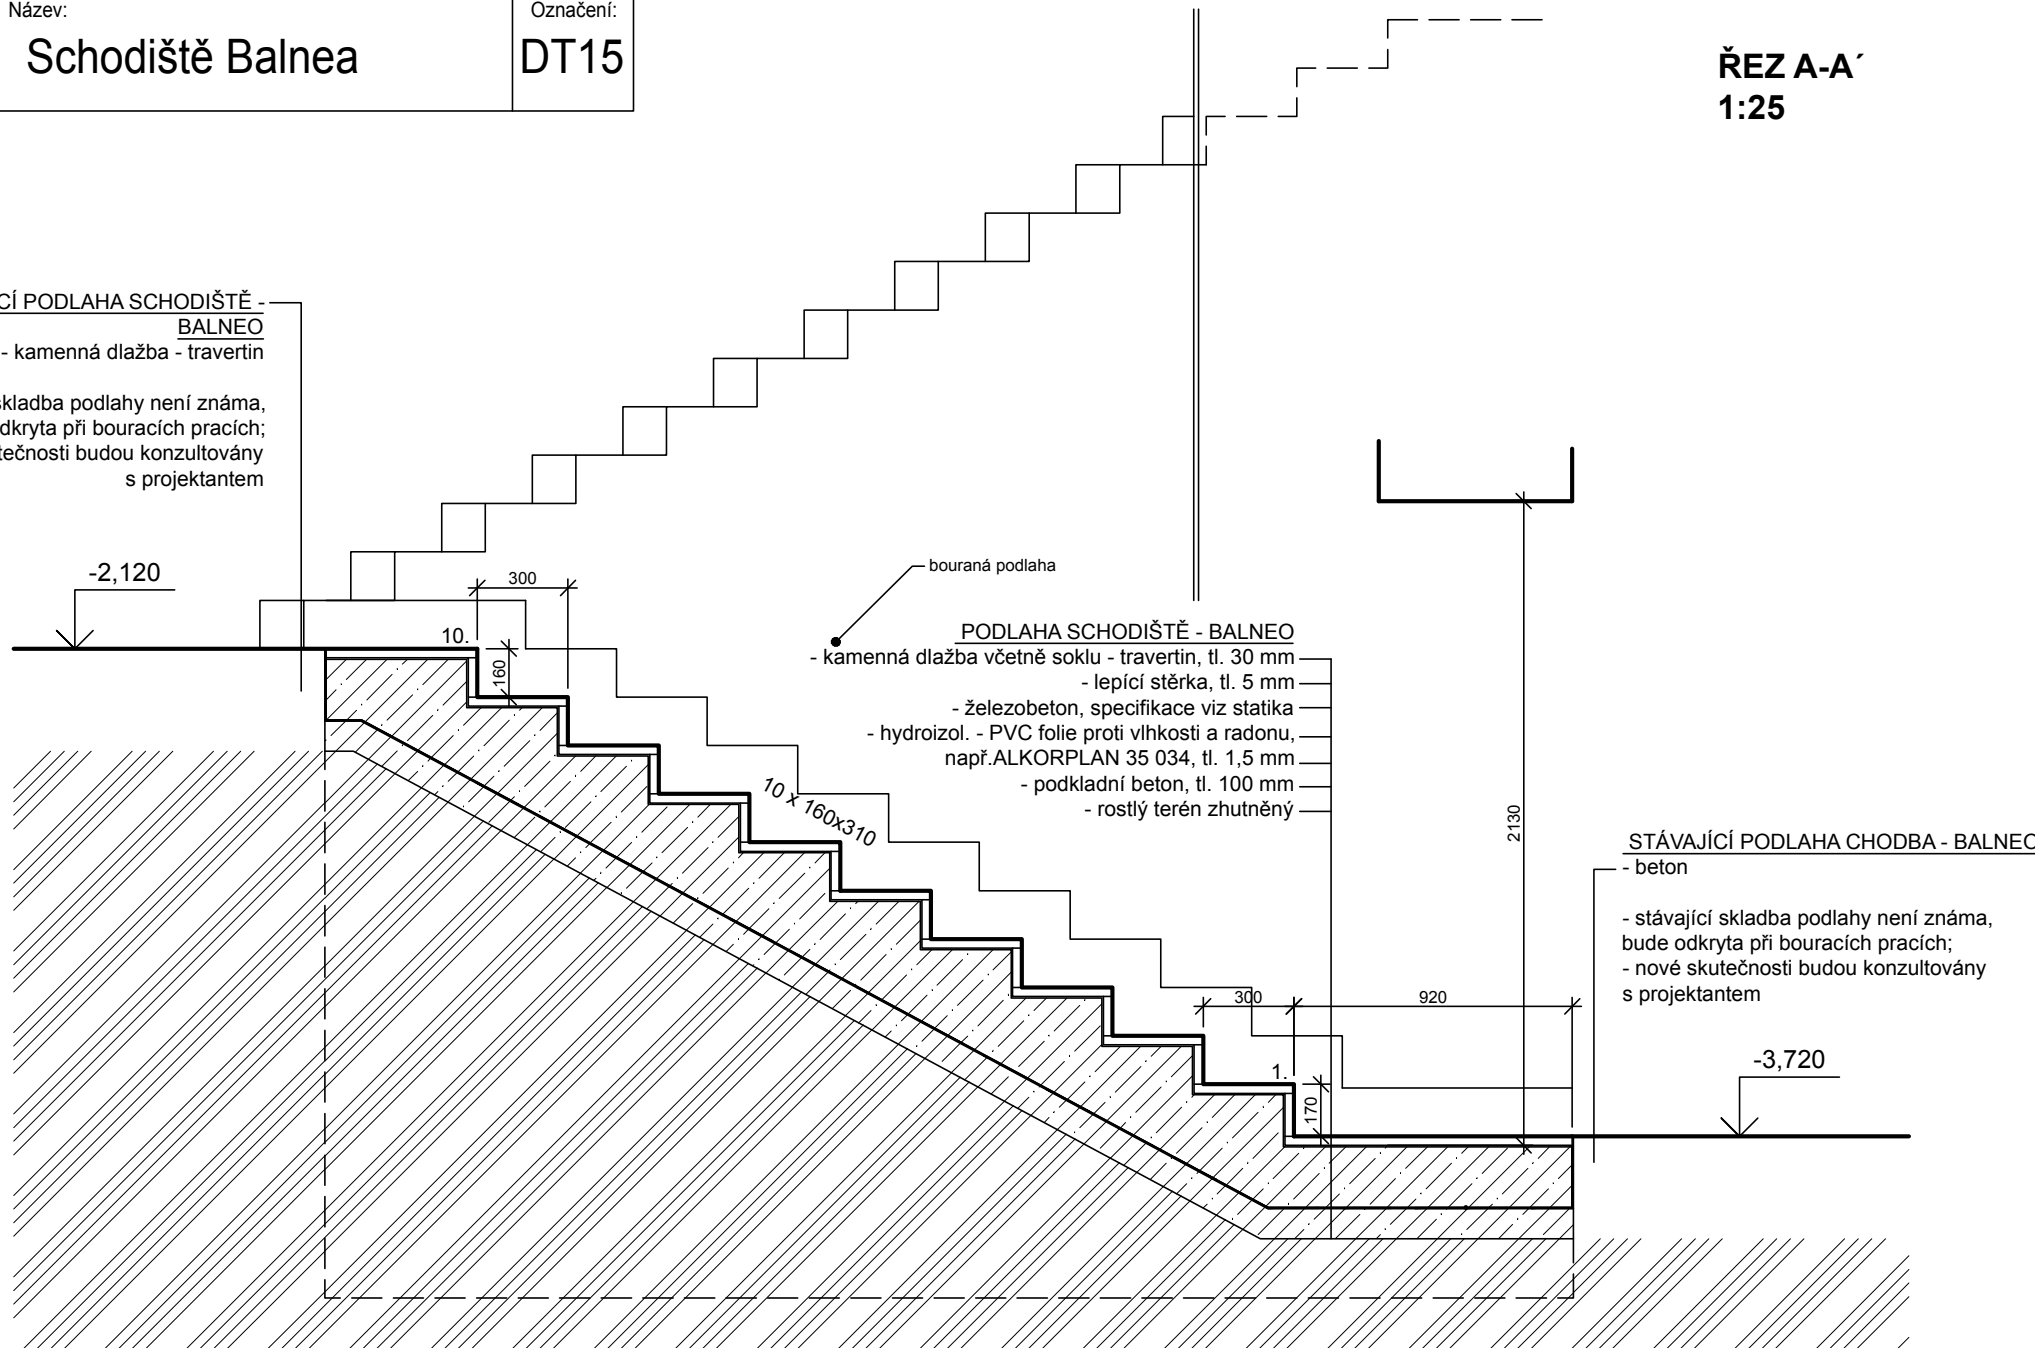 Název:
Označení:
Schodiště Balnea
DT15
ŘEZ A-A´
1:25
PODLAHA SCHODIŠTĚ -
BALNEO
- kamenná dlažba - travertin
skladba podlahy není známa,
při bouracích pracích;
budou konzultovány
s projektantem
-2,120
300
10.
160
bouraná podlaha
PODLAHA SCHODIŠTĚ - BALNEO
- kamenná dlažba včetně soklu - travertin, tl. 30 mm
- lepící stěrka, tl. 5 mm
- železobeton, specifikace viz statika
- hydroizol. - PVC folie proti vlhkosti a radonu,
např.ALKORPLAN 35 034, tl. 1,5 mm
- podkladní beton, tl. 100 mm
- rostlý terén zhutněný
10 x 160x310
2130
STÁVAJÍCÍ PODLAHA CHODBA - BALNEO
- beton
- stávající skladba podlahy není známa,
bude odkryta při bouracích pracích;
- nové skutečnosti budou konzultovány
s projektantem
300
920
1.
170
-3,720